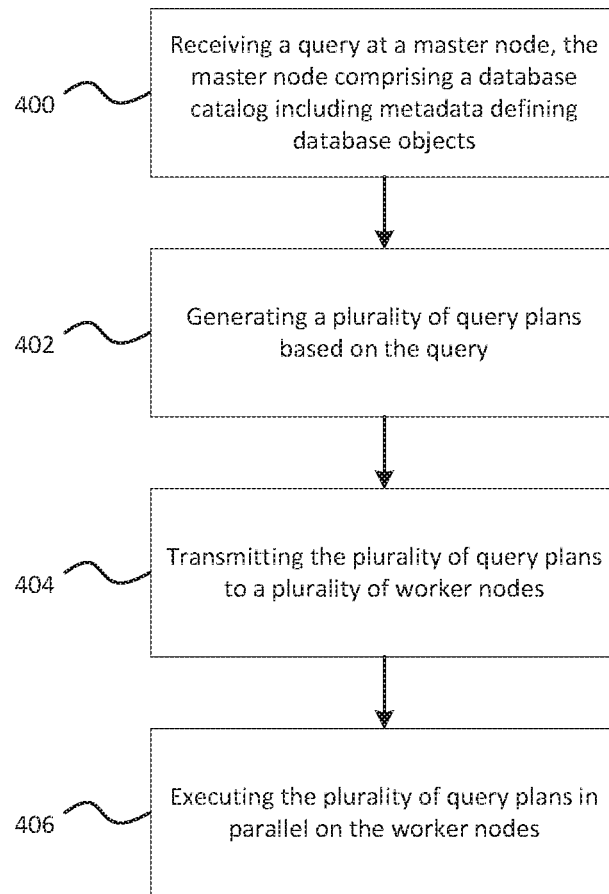 Receiving a query at a master node, the
master node comprising a database
catalog including metadata defining
database objects
400
Generating a plurality of query plans
based on the query
402
Transmitting the plurality of query plans
to a plurality of worker nodes
404
Executing the plurality of query plans in
parallel on the worker nodes
406